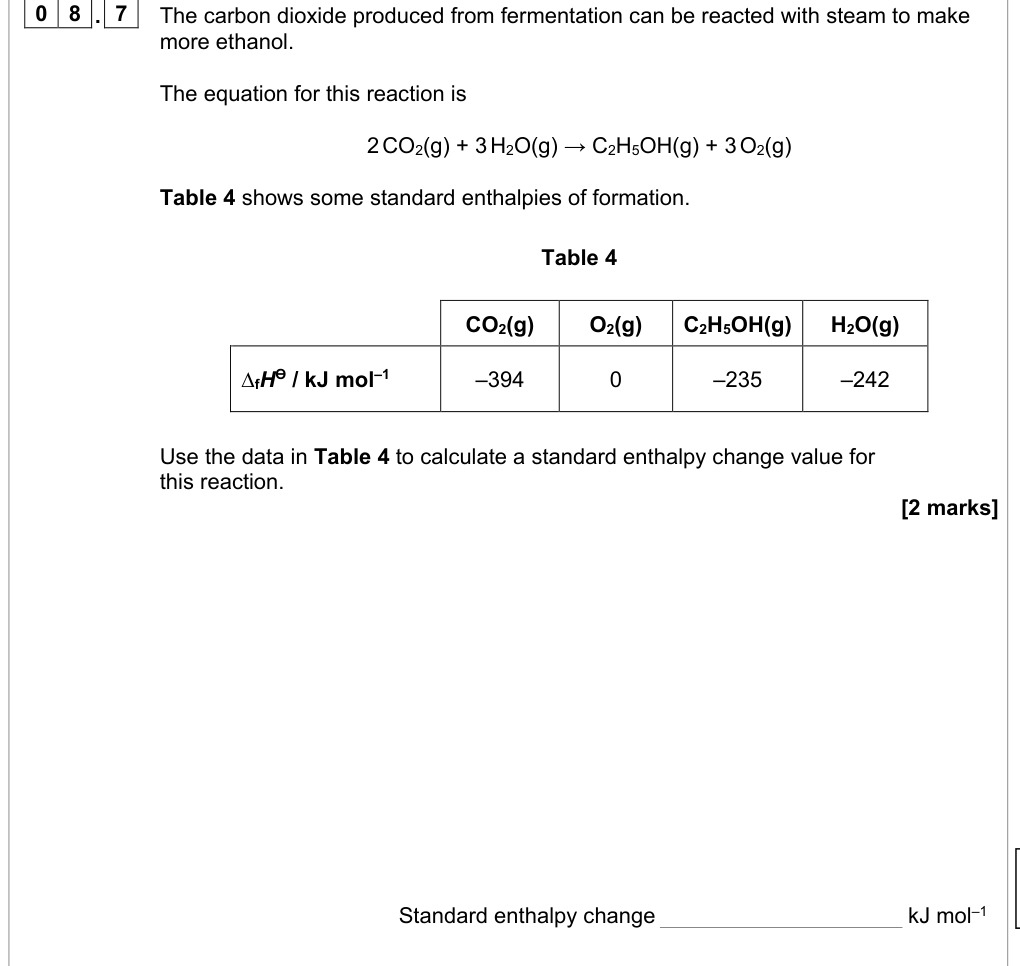 0 8 . 7 The carbon dioxide produced from fermentation can be reacted with steam to make
more ethanol.
The equation for this reaction is
2 CO₂(g) + 3 H₂O(g) → C₂H₅OH(g) + 3 O₂(g)
Table 4 shows some standard enthalpies of formation.
Table 4
CO₂(g) O₂(g) C₂H₅OH(g) H₂O(g)
ΔfH⦵ / kJ mol⁻¹ –394 0 –235 –242
Use the data in Table 4 to calculate a standard enthalpy change value for
this reaction.
[2 marks]
Standard enthalpy change ____________________ kJ mol⁻¹